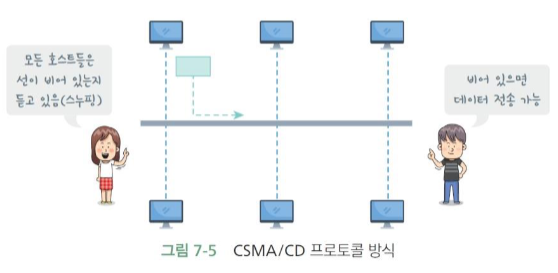 모든 호스트들은
선이 비어 있는지
듣고 있음(스누핑)
비어 있으면
데이터 전송 가능
그림 7-5 CSMA/CD 프로토콜 방식